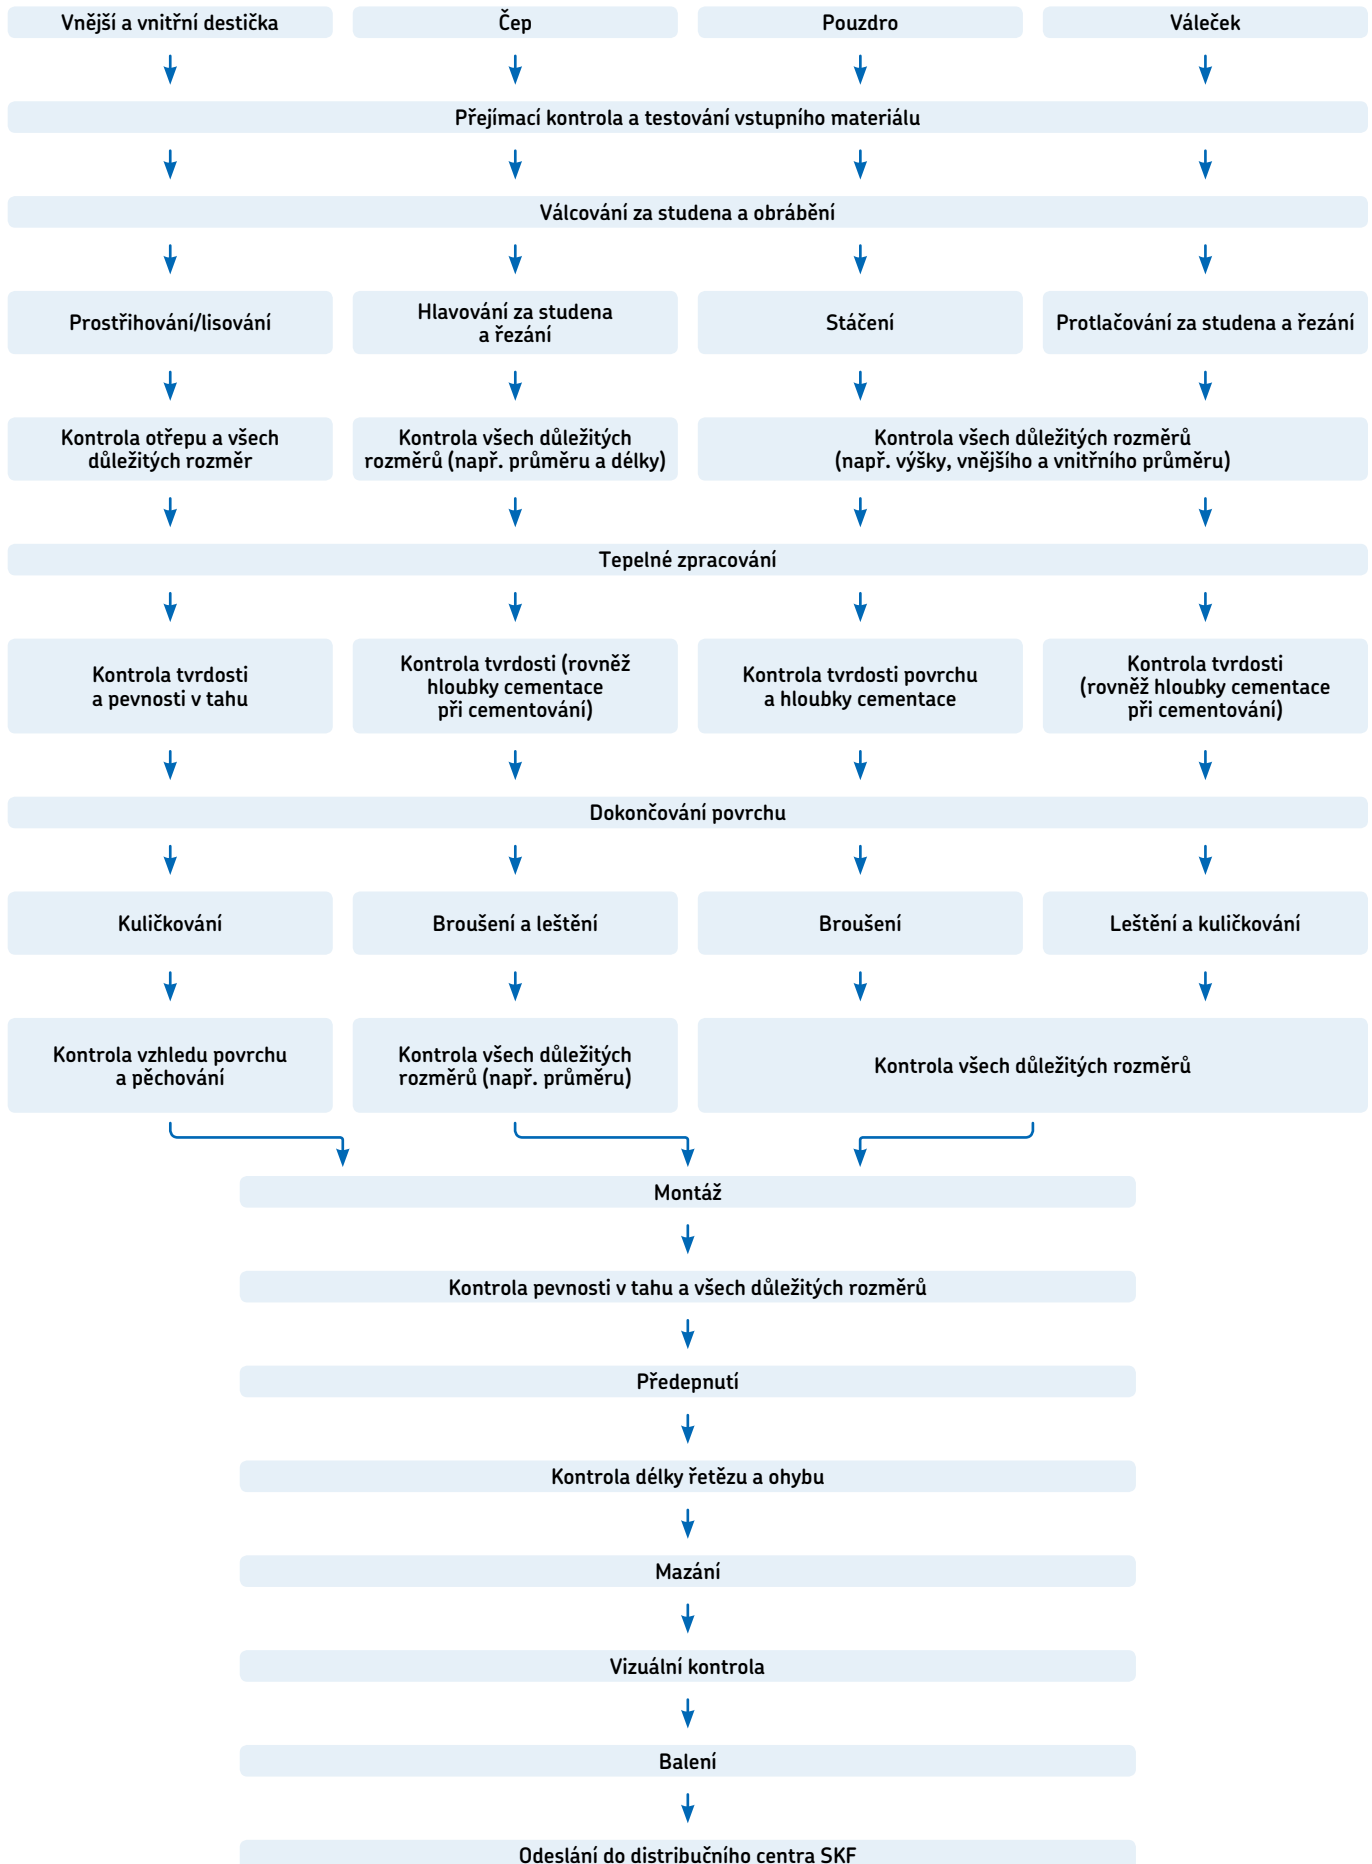 Vnější a vnitřní destička
Čep
Pouzdro
Váleček
Přejímací kontrola a testování vstupního materiálu
Válcování za studena a obrábění
Prostřihování/lisování
Hlavování za studena
a řezání
Stáčení
Protlačování za studena a řezání
Kontrola otřepu a všech
důležitých rozměr
Kontrola všech důležitých
rozměrů (např. průměru a délky)
Kontrola všech důležitých rozměrů
(např. výšky, vnějšího a vnitřního průměru)
Tepelné zpracování
Kontrola tvrdosti
a pevnosti v tahu
Kontrola tvrdosti (rovněž
hloubky cementace
při cementování)
Kontrola tvrdosti povrchu
a hloubky cementace
Kontrola tvrdosti
(rovněž hloubky cementace
při cementování)
Dokončování povrchu
Kuličkování
Broušení a leštění
Broušení
Leštění a kuličkování
Kontrola vzhledu povrchu
a pěchování
Kontrola všech důležitých
rozměrů (např. průměru)
Kontrola všech důležitých rozměrů
Montáž
Kontrola pevnosti v tahu a všech důležitých rozměrů
Předepnutí
Kontrola délky řetězu a ohybu
Mazání
Vizuální kontrola
Balení
Odeslání do distribučního centra SKF